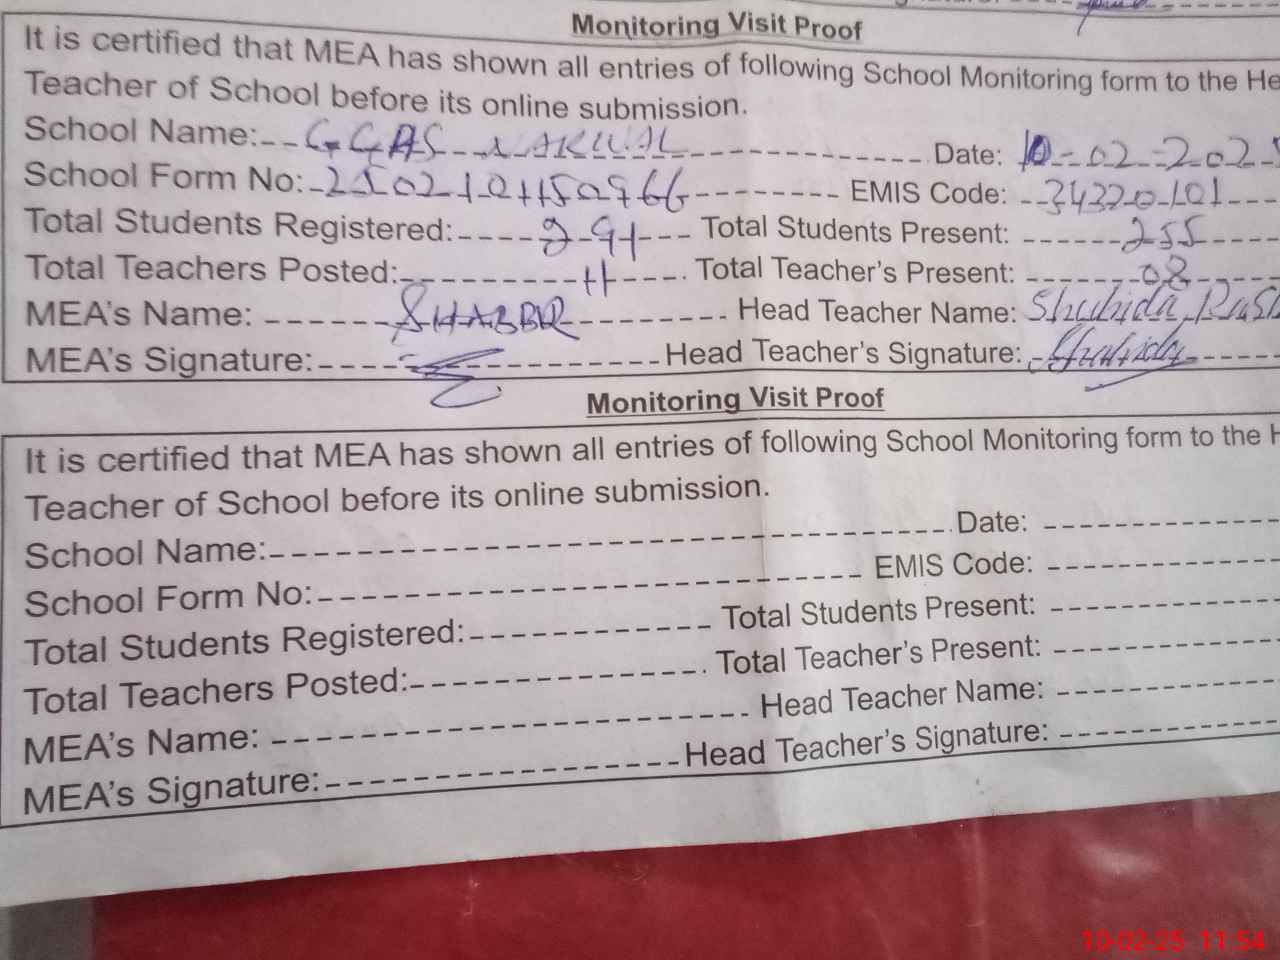 Monitoring Visit Proof
It is certified that MEA has shown all entries of following School Monitoring form to the He
Teacher of School before its online submission.
School Name: Date: 10-02-202
School Form No: EMIS Code: 34320101
Total Students Registered: 291 Total Students Present: 255
Total Teachers Posted: 11 Total Teacher's Present: 08
MEA's Name: SHABBIR Head Teacher Name: Shahida
MEA's Signature: Head Teacher's Signature: Shahida
Monitoring Visit Proof
It is certified that MEA has shown all entries of following School Monitoring form to the H
Teacher of School before its online submission.
School Name: Date:
School Form No: EMIS Code:
Total Students Registered: Total Students Present:
Total Teachers Posted: Total Teacher's Present:
MEA's Name: Head Teacher Name:
MEA's Signature: Head Teacher's Signature:
10-02-25 11:54